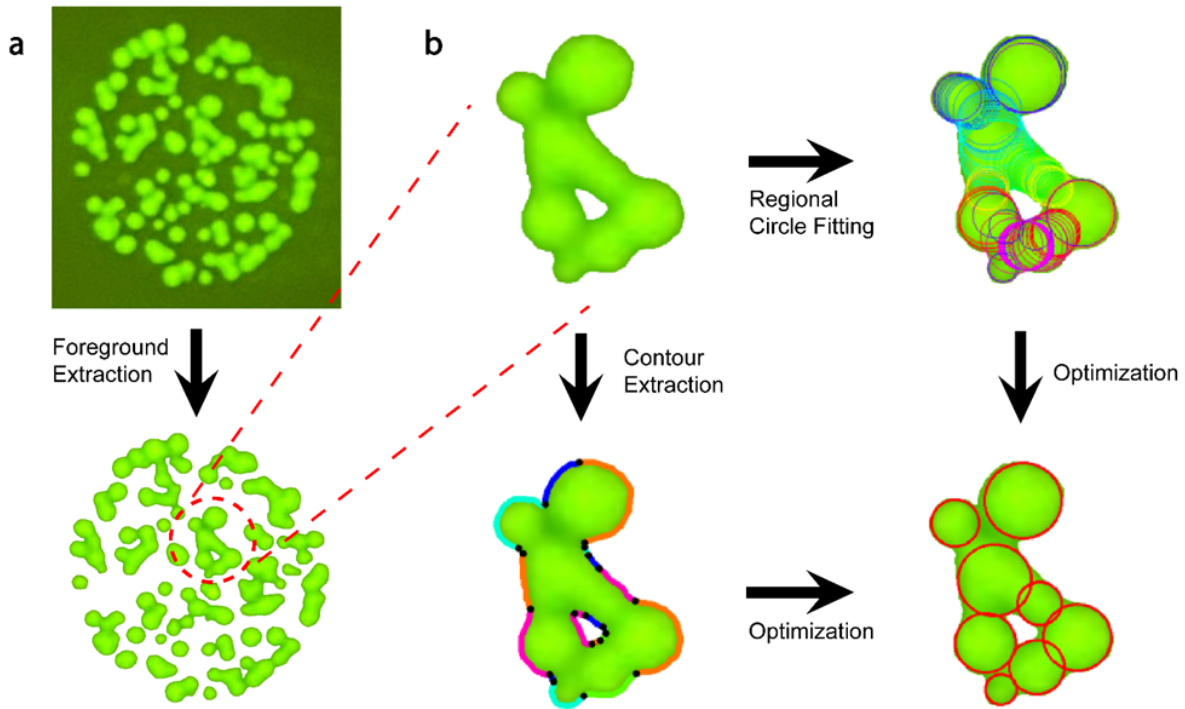 a
b
Regional
Circle Fitting
Foreground
Extraction
Contour
Extraction
Optimization
Optimization